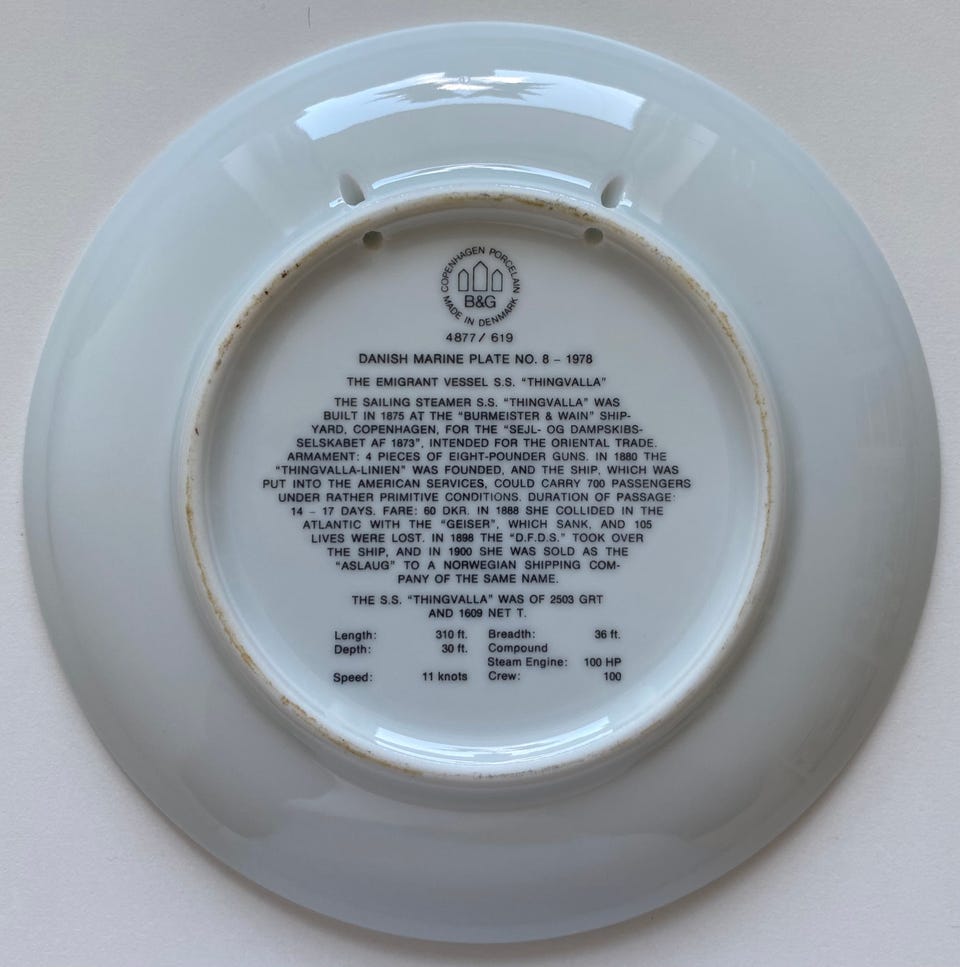 COPENHAGEN PORCELAIN
B&G
MADE IN DENMARK
4877/ 619
DANISH MARINE PLATE NO. 8 – 1978
THE EMIGRANT VESSEL S.S. “THINGVALLA”
THE SAILING STEAMER S.S. “THINGVALLA” WAS
BUILT IN 1875 AT THE “BURMEISTER & WAIN” SHIP-
YARD, COPENHAGEN, FOR THE “SEJL- OG DAMPSKIBS-
SELSKABET AF 1873”, INTENDED FOR THE ORIENTAL TRADE.
ARMAMENT: 4 PIECES OF EIGHT-POUNDER GUNS. IN 1880 THE
“THINGVALLA-LINIEN” WAS FOUNDED, AND THE SHIP, WHICH WAS
PUT INTO THE AMERICAN SERVICES, COULD CARRY 700 PASSENGERS
UNDER RATHER PRIMITIVE CONDITIONS. DURATION OF PASSAGE:
14 – 17 DAYS. FARE: 60 DKR. IN 1888 SHE COLLIDED IN THE
ATLANTIC WITH THE “GEISER”, WHICH SANK, AND 105
LIVES WERE LOST. IN 1898 THE “D.F.D.S.” TOOK OVER
THE SHIP, AND IN 1900 SHE WAS SOLD AS THE
“ASLAUG” TO A NORWEGIAN SHIPPING COM-
PANY OF THE SAME NAME.
THE S.S. “THINGVALLA” WAS OF 2503 GRT
AND 1609 NET T.
Length: 310 ft. Breadth: 36 ft.
Depth: 30 ft. Compound
Steam Engine: 100 HP
Speed: 11 knots Crew: 100